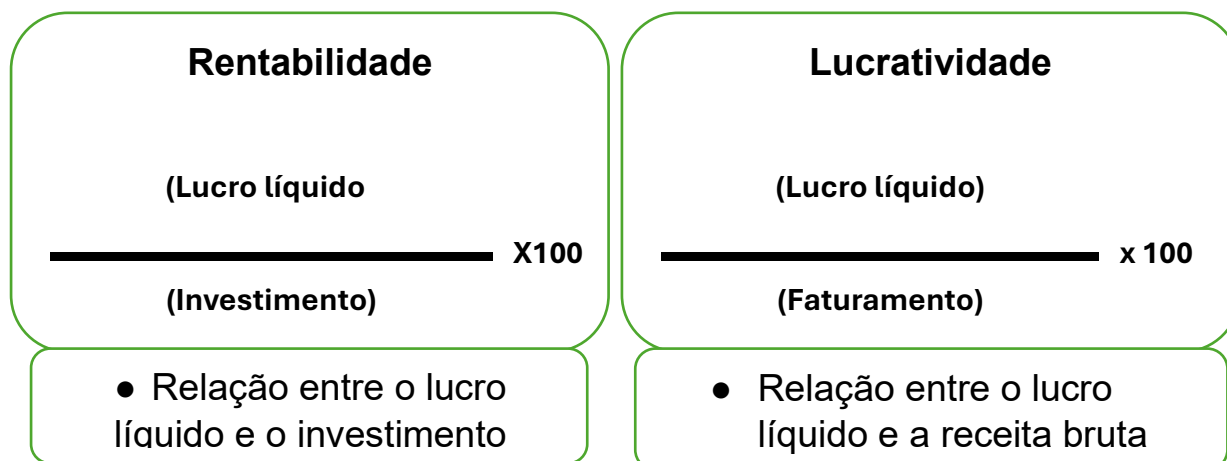 Rentabilidade
(Lucro líquido
X100
(Investimento)
● Relação entre o lucro
líquido e o investimento
Lucratividade
(Lucro líquido)
x 100
(Faturamento)
● Relação entre o lucro
líquido e a receita bruta